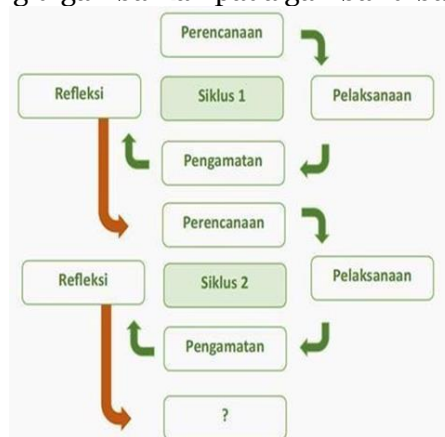 Perencanaan
Refleksi
Siklus 1
Pelaksanaan
Pengamatan
Perencanaan
Refleksi
Siklus 2
Pelaksanaan
Pengamatan
?